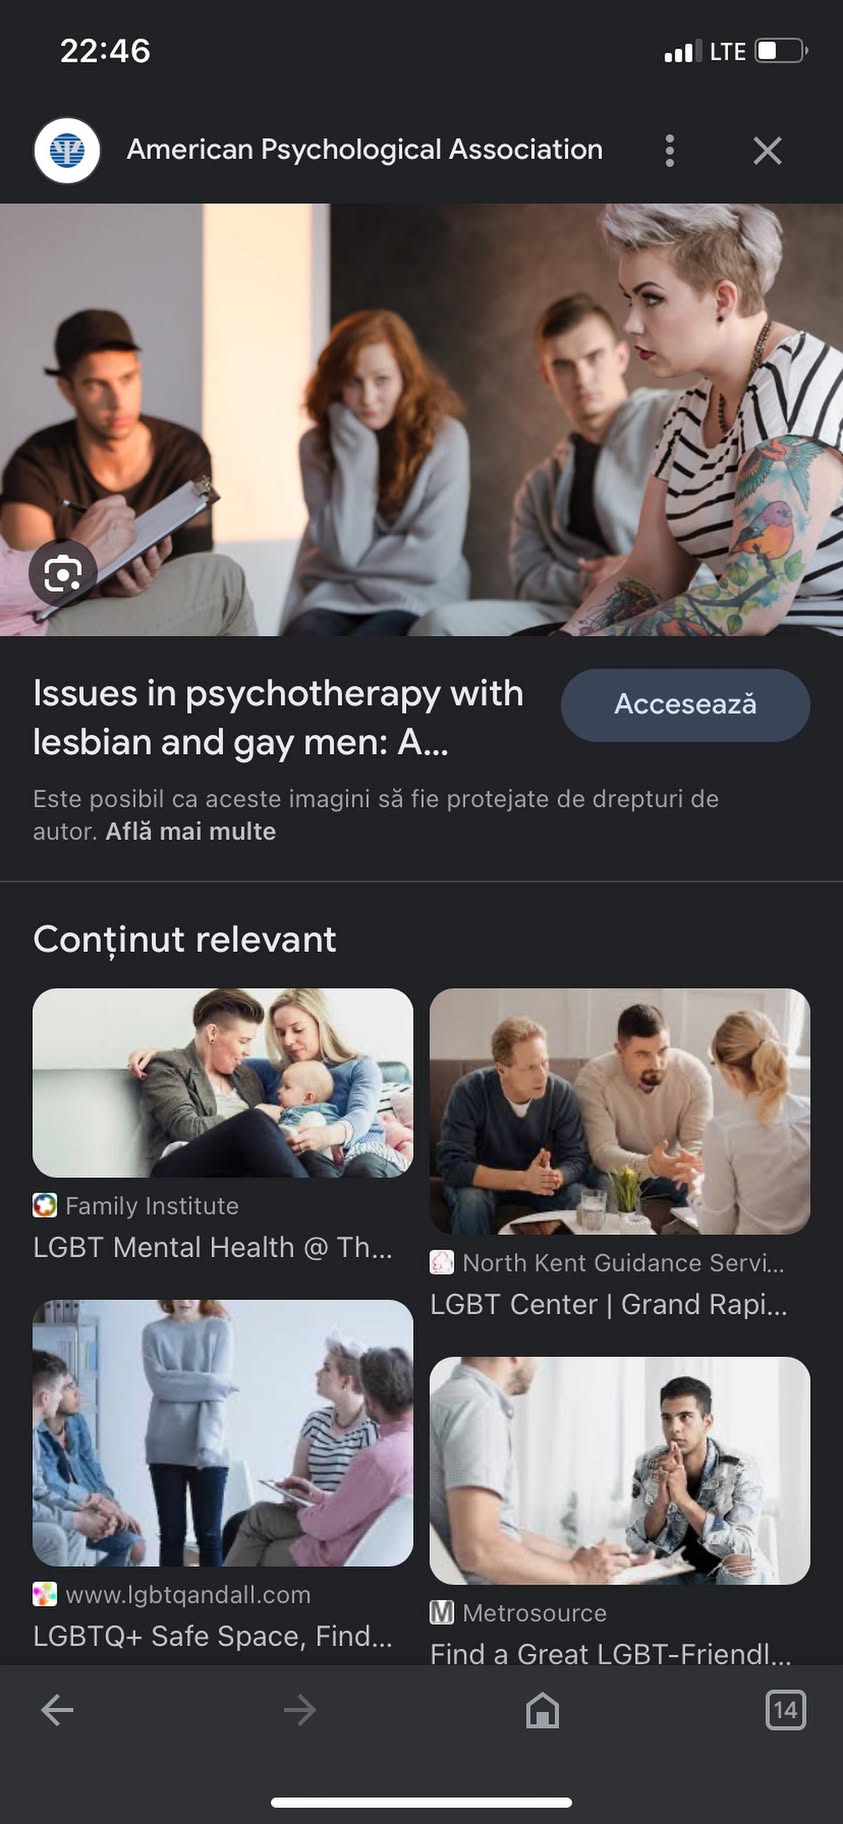 22:46
LTE
American Psychological Association
Issues in psychotherapy with
lesbian and gay men: A...
Accesează
Este posibil ca aceste imagini să fie protejate de drepturi de
autor. Află mai multe
Conținut relevant
Family Institute
LGBT Mental Health @ Th...
North Kent Guidance Servi...
LGBT Center | Grand Rapi...
www.lgbtqandall.com
LGBTQ+ Safe Space, Find...
M Metrosource
Find a Great LGBT-Friendl...
14